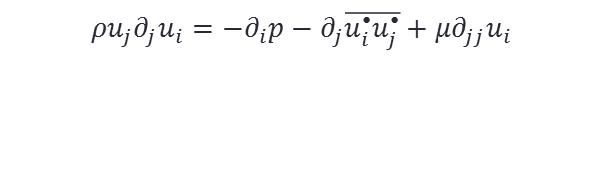 ρu_j∂_ju_i = −∂_ip − ∂_j\overline{u_i^•u_j^•} + μ∂_{jj}u_i